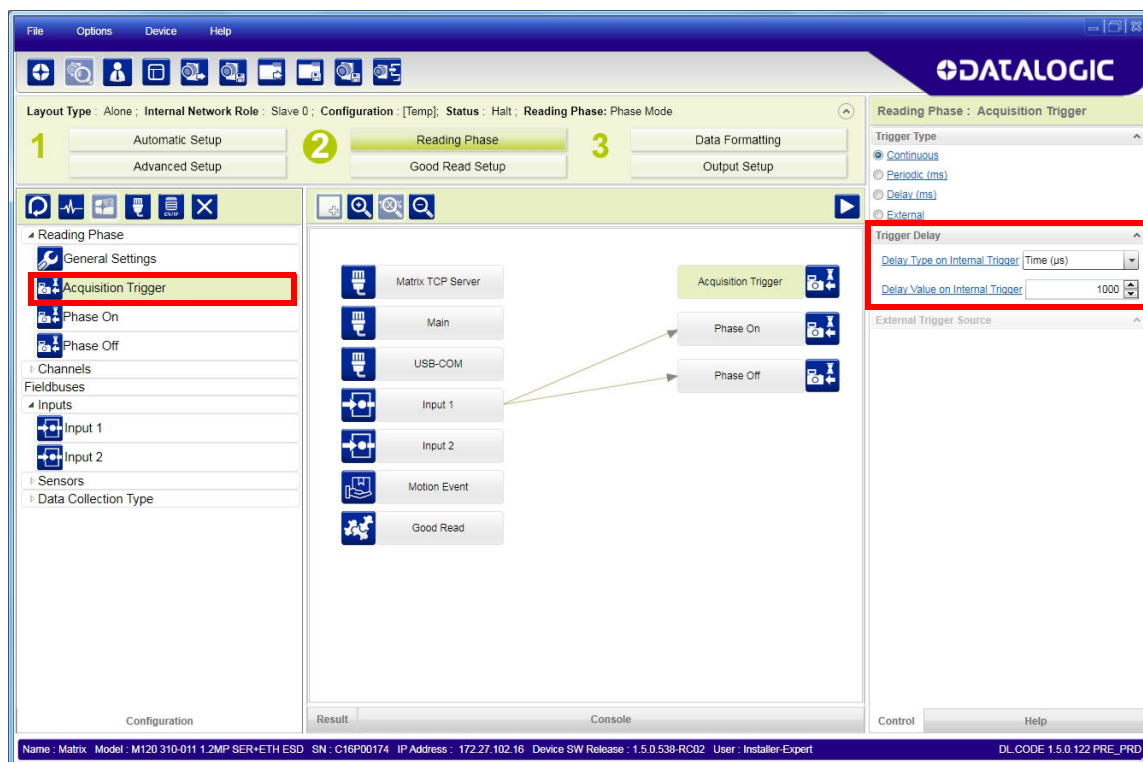 File Options Device Help
DATALOGIC
Layout Type : Alone ; Internal Network Role : Slave 0 ; Configuration : [Temp]; Status : Halt ; Reading Phase: Phase Mode
1 Automatic Setup
Advanced Setup
2 Reading Phase
Good Read Setup
3 Data Formatting
Output Setup
Reading Phase
General Settings
Acquisition Trigger
Phase On
Phase Off
Channels
Fieldbuses
Inputs
Input 1
Input 2
Sensors
Data Collection Type
Configuration
Matrix TCP Server
Main
USB-COM
Input 1
Input 2
Motion Event
Good Read
Acquisition Trigger
Phase On
Phase Off
Result Console
Reading Phase : Acquisition Trigger
Trigger Type
Continuous
Periodic (ms)
Delay (ms)
External
Trigger Delay
Delay Type on Internal Trigger Time (µs)
Delay Value on Internal Trigger 1000
External Trigger Source
Control Help
Name : Matrix Model : M120 310-011 1.2MP SER+ETH ESD SN : C16P00174 IP Address : 172.27.102.16 Device SW Release : 1.5.0.538-RC02 User : Installer-Expert DL.CODE 1.5.0.122 PRE_PRD